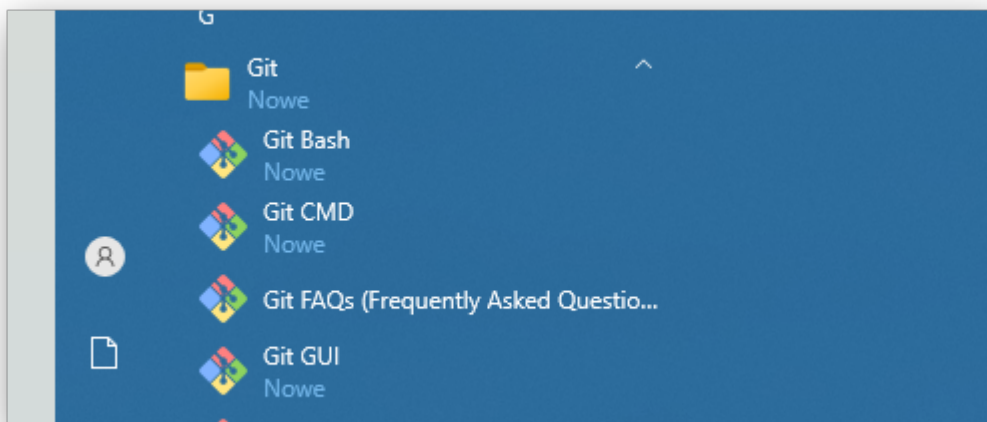 G
Git
Nowe
Git Bash
Nowe
Git CMD
Nowe
Git FAQs (Frequently Asked Questio...
Git GUI
Nowe